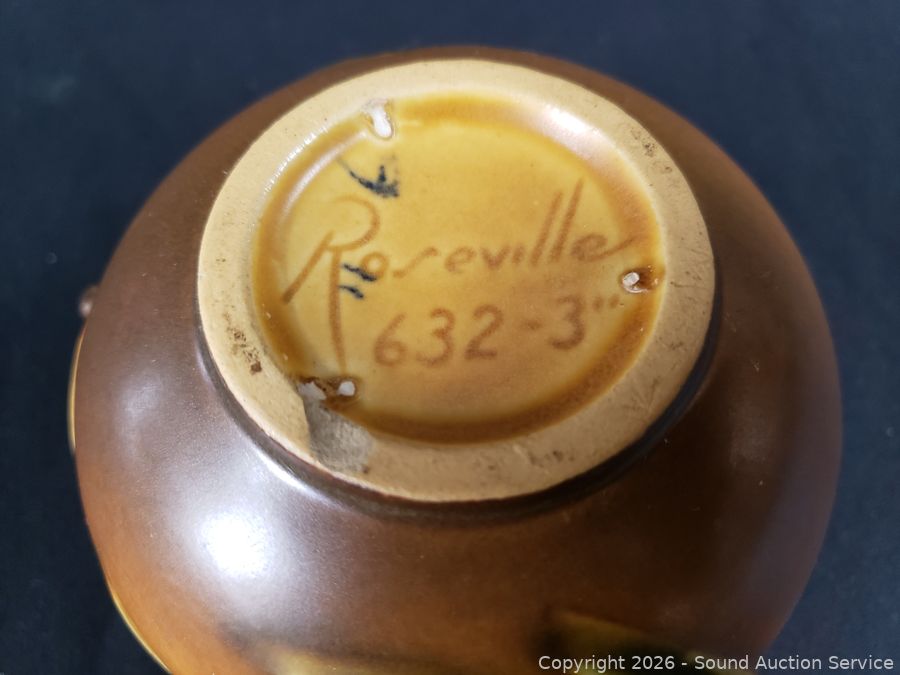 Roseville
632-3"
Copyright 2026 - Sound Auction Service